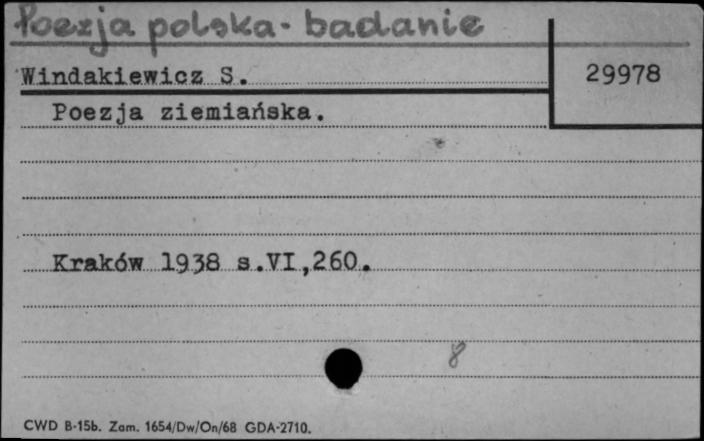 Poezja polska - badanie
Windakiewicz S.
29978
Poezja ziemiańska.
Kraków 1938 s.VI,260.
8
CWD B-15b. Zam. 1654/Dw/On/68 GDA-2710.